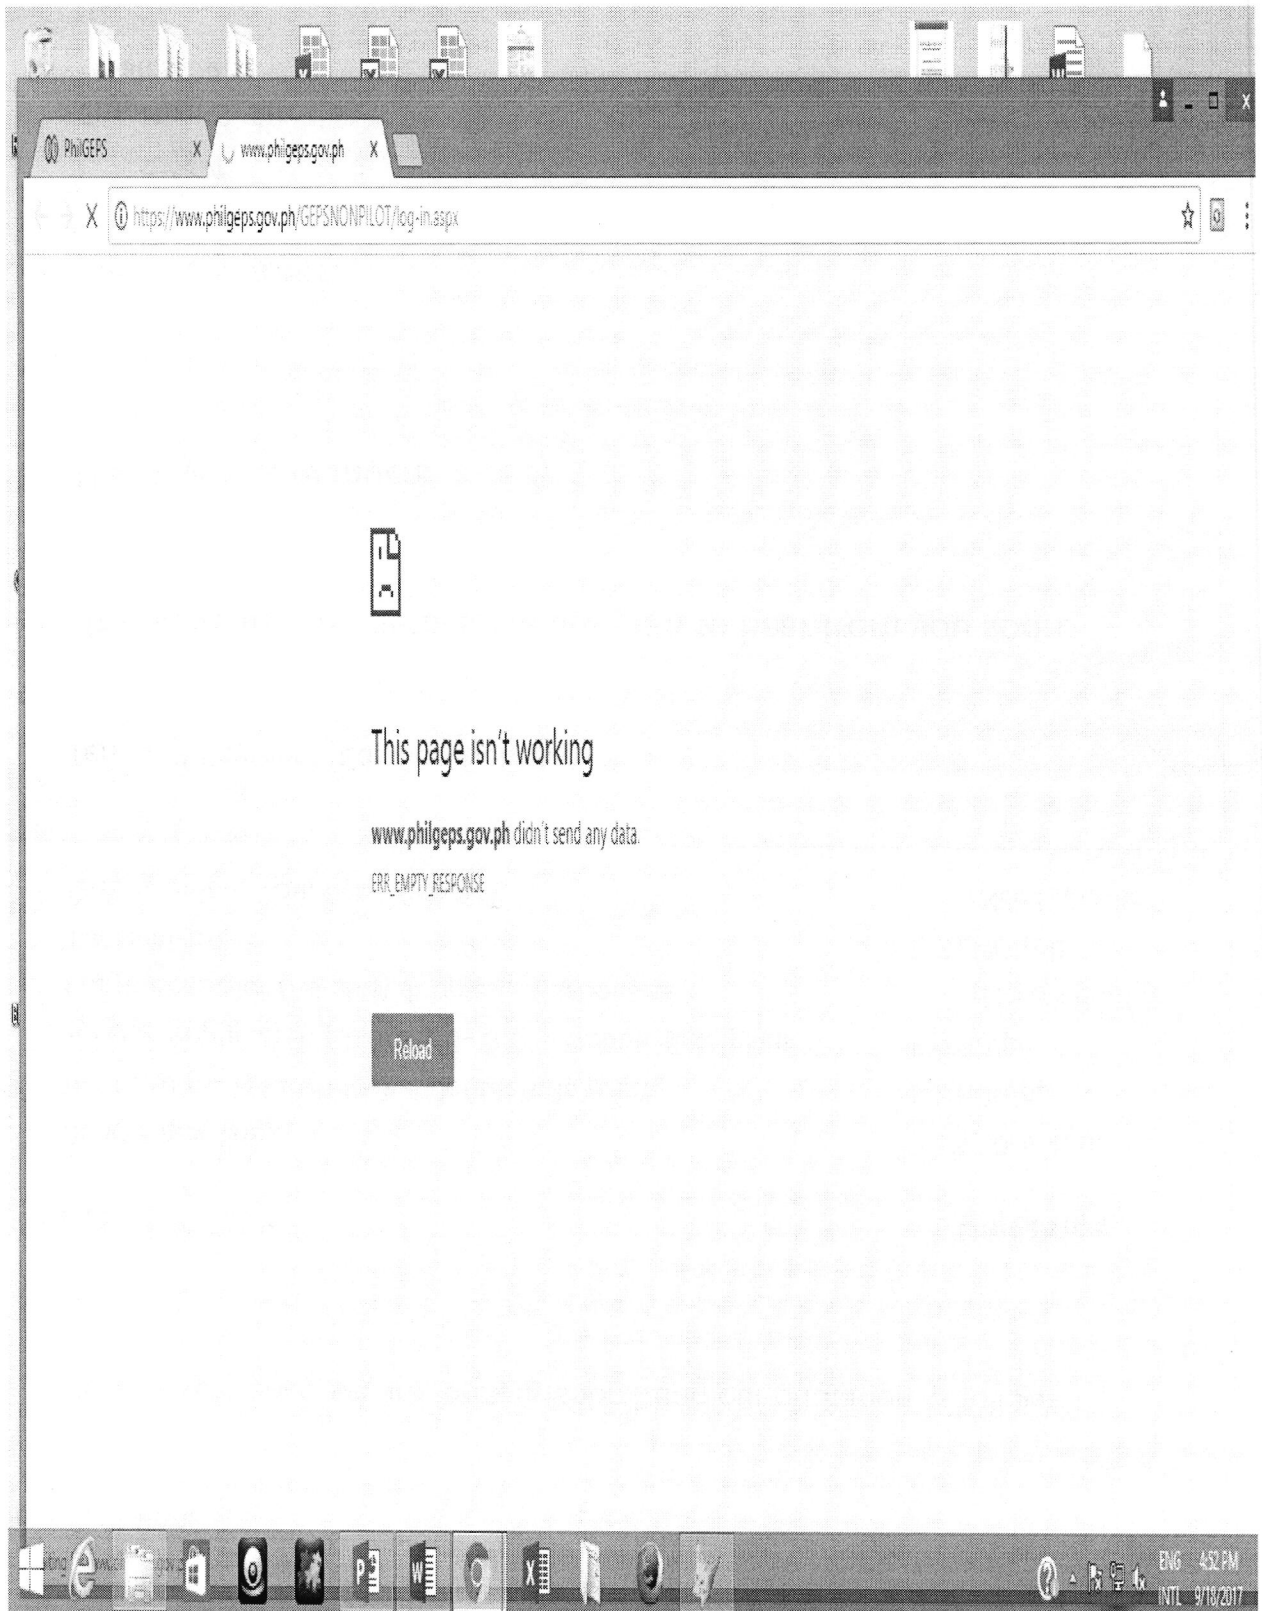 PhilGEPS
www.philgeps.gov.ph
https://www.philgeps.gov.ph/GEPSNONPILOT/log-in.aspx
This page isn't working
www.philgeps.gov.ph didn't send any data.
ERR_EMPTY_RESPONSE
Reload
ENG 4:52 PM
INTL 9/18/2017